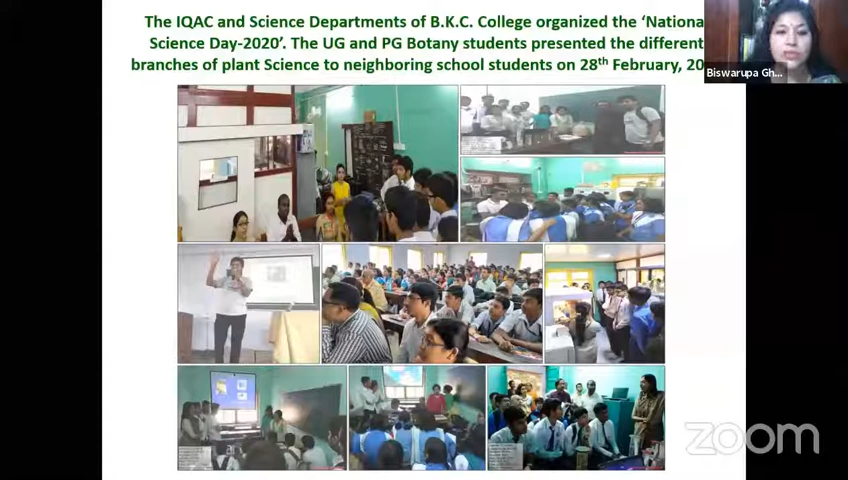 The IQAC and Science Departments of B.K.C. College organized the ‘Nationa
Science Day-2020’. The UG and PG Botany students presented the different
branches of plant Science to neighboring school students on 28th February, 20
Biswarupa Gh...
zoom